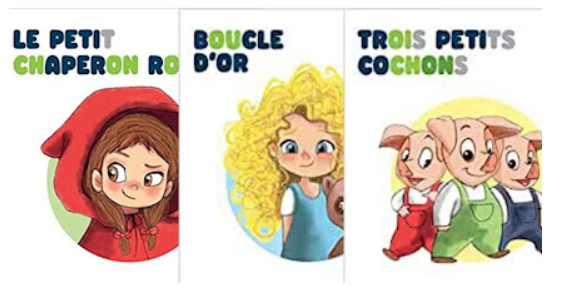 LE PETIT
CHAPERON RO
BOUCLE
D'OR
TROIS PETITS
COCHONS